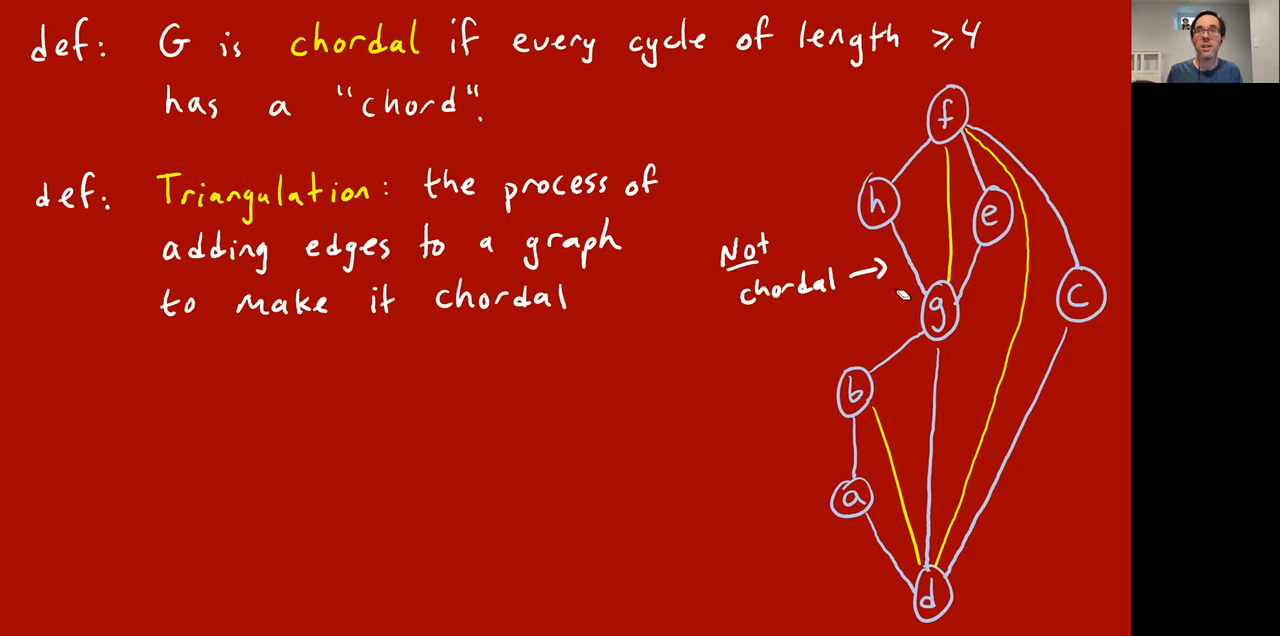 def: G is chordal if every cycle of length ≥4
has a "chord".
def: Triangulation: the process of
adding edges to a graph
to make it chordal
Not
chordal →
f
h
e
g
c
b
a
d